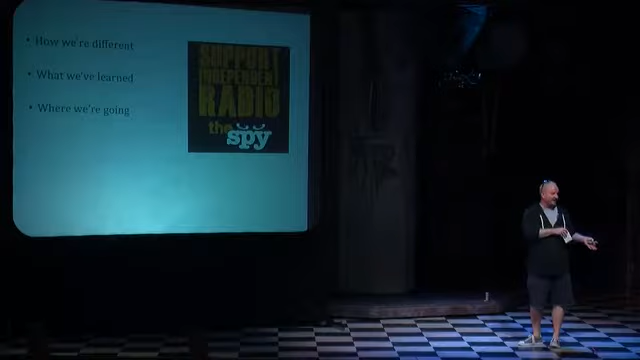 • How we're different
• What we've learned
• Where we're going
SUPPORT
INDEPENDENT
RADIO
the spy